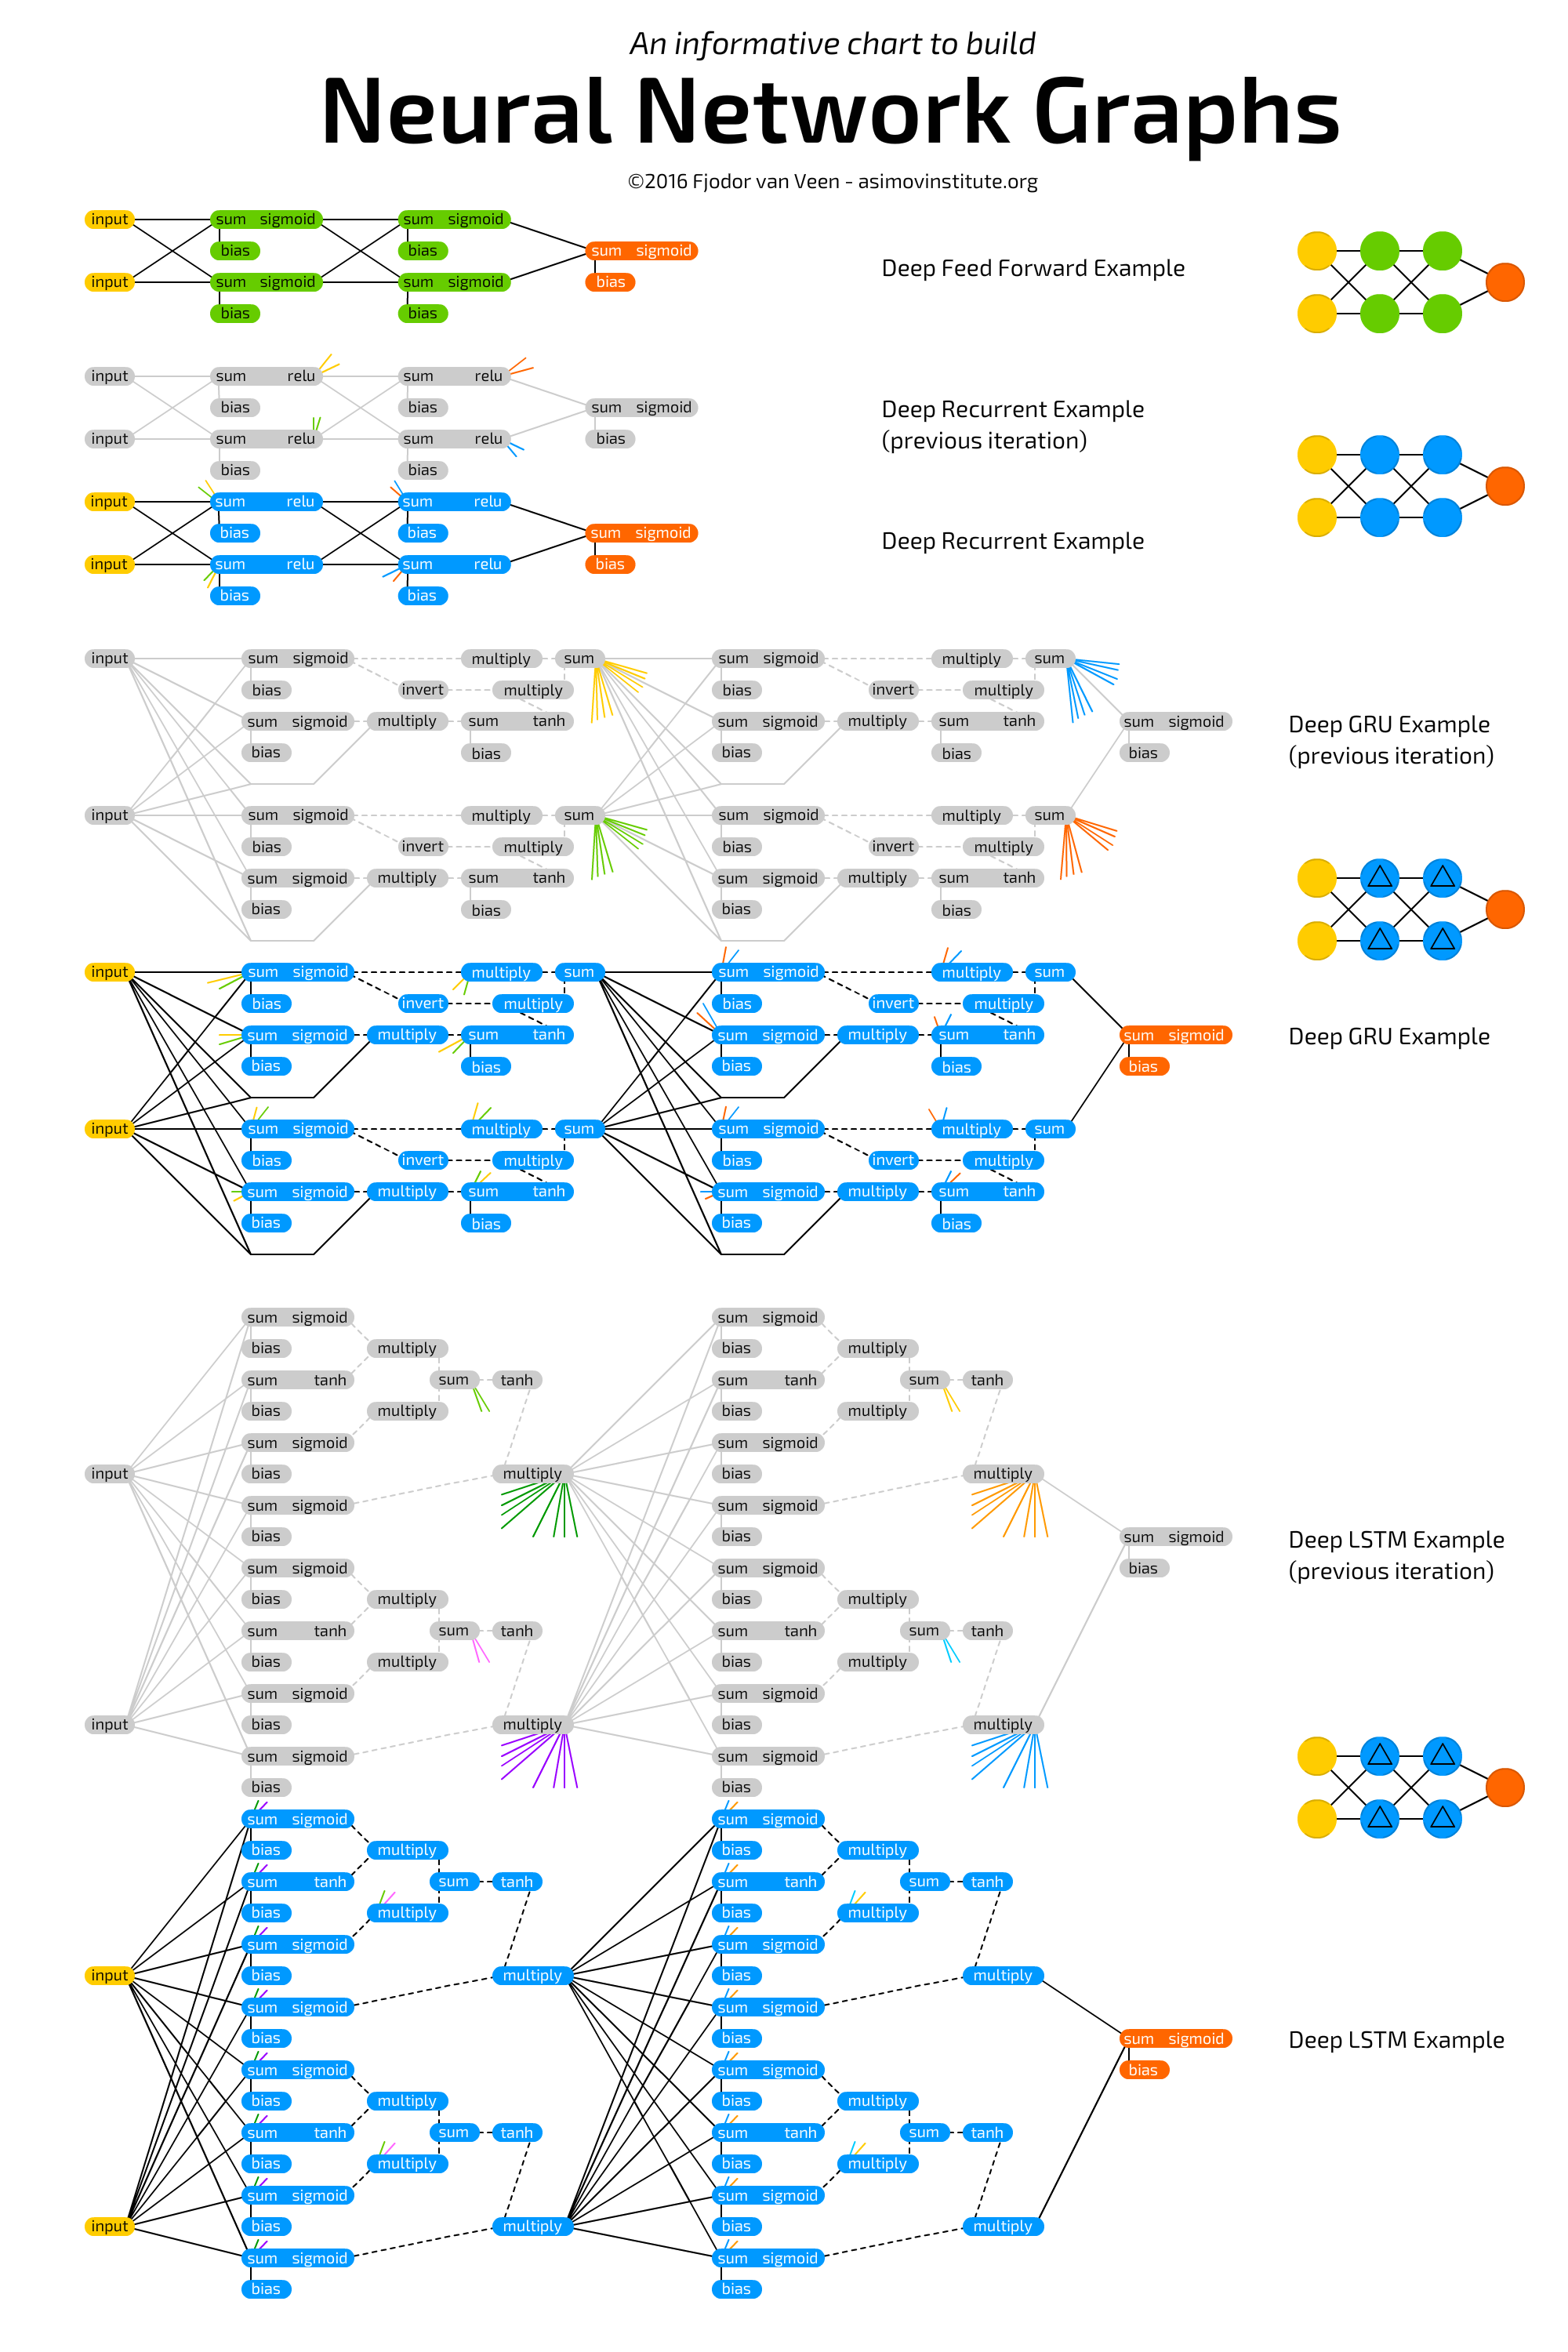 An informative chart to build
Neural Network Graphs
©2016 Fjodor van Veen - asimovinstitute.org
input sum sigmoid sum sigmoid
bias bias sum sigmoid
input sum sigmoid sum sigmoid bias
bias bias
Deep Feed Forward Example
input sum relu sum relu
bias bias sum sigmoid
input sum relu sum relu bias
bias bias
Deep Recurrent Example
(previous iteration)
input sum relu sum relu
bias bias sum sigmoid
input sum relu sum relu bias
bias bias
Deep Recurrent Example
input sum sigmoid multiply sum sum sigmoid multiply sum
bias invert multiply bias invert multiply
sum sigmoid multiply sum tanh sum sigmoid multiply sum tanh sum sigmoid
bias bias bias bias bias
input sum sigmoid multiply sum sum sigmoid multiply sum
bias invert multiply bias invert multiply
sum sigmoid multiply sum tanh sum sigmoid multiply sum tanh
bias bias bias bias
Deep GRU Example
(previous iteration)
input sum sigmoid multiply sum sum sigmoid multiply sum
bias invert multiply bias invert multiply
sum sigmoid multiply sum tanh sum sigmoid multiply sum tanh sum sigmoid
bias bias bias bias bias
input sum sigmoid multiply sum sum sigmoid multiply sum
bias invert multiply bias invert multiply
sum sigmoid multiply sum tanh sum sigmoid multiply sum tanh
bias bias bias bias
Deep GRU Example
sum sigmoid sum sigmoid
bias multiply bias multiply
sum tanh sum tanh sum tanh sum tanh
bias multiply bias multiply
sum sigmoid sum sigmoid
input bias multiply bias multiply
sum sigmoid sum sigmoid
bias bias sum sigmoid
sum sigmoid sum sigmoid bias
bias multiply bias multiply
sum tanh sum tanh sum tanh sum tanh
bias multiply bias multiply
sum sigmoid sum sigmoid
input bias multiply bias multiply
sum sigmoid sum sigmoid
bias bias
Deep LSTM Example
(previous iteration)
sum sigmoid sum sigmoid
bias multiply bias multiply
sum tanh sum tanh sum tanh sum tanh
bias multiply bias multiply
sum sigmoid sum sigmoid
input bias multiply bias multiply
sum sigmoid sum sigmoid
bias bias sum sigmoid
sum sigmoid sum sigmoid bias
bias multiply bias multiply
sum tanh sum tanh sum tanh sum tanh
bias multiply bias multiply
sum sigmoid sum sigmoid
input bias multiply bias multiply
sum sigmoid sum sigmoid
bias bias
Deep LSTM Example